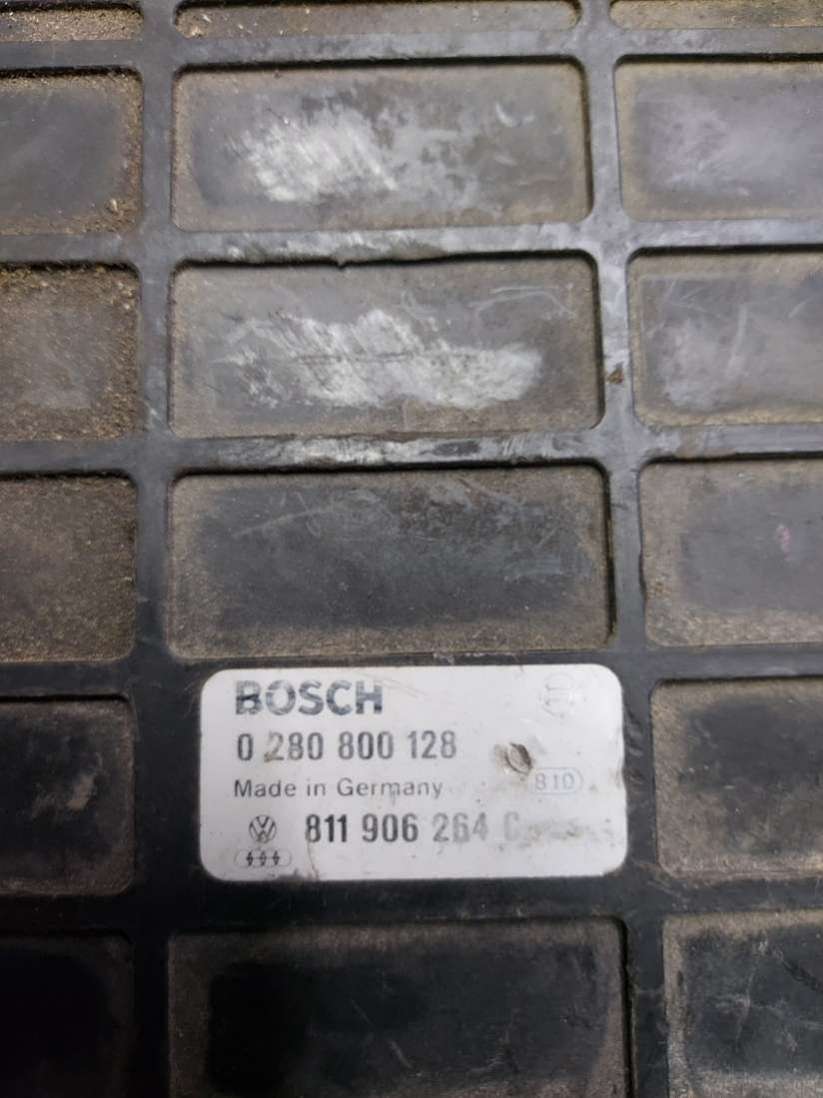 BOSCH
0 280 800 128
Made in Germany 810
811 906 264